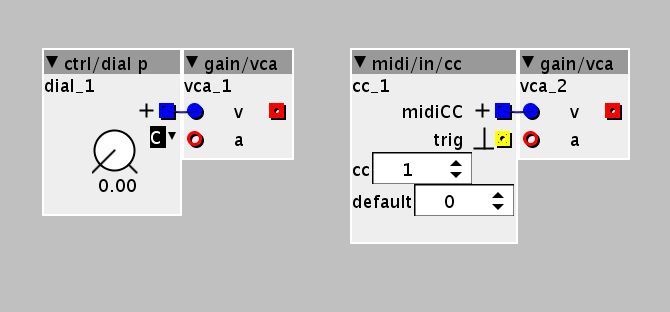 ctrl/dial p
dial_1
+
C
0.00
gain/vca
vca_1
v
a
midi/in/cc
cc_1
midiCC +
trig
cc 1
default 0
gain/vca
vca_2
v
a